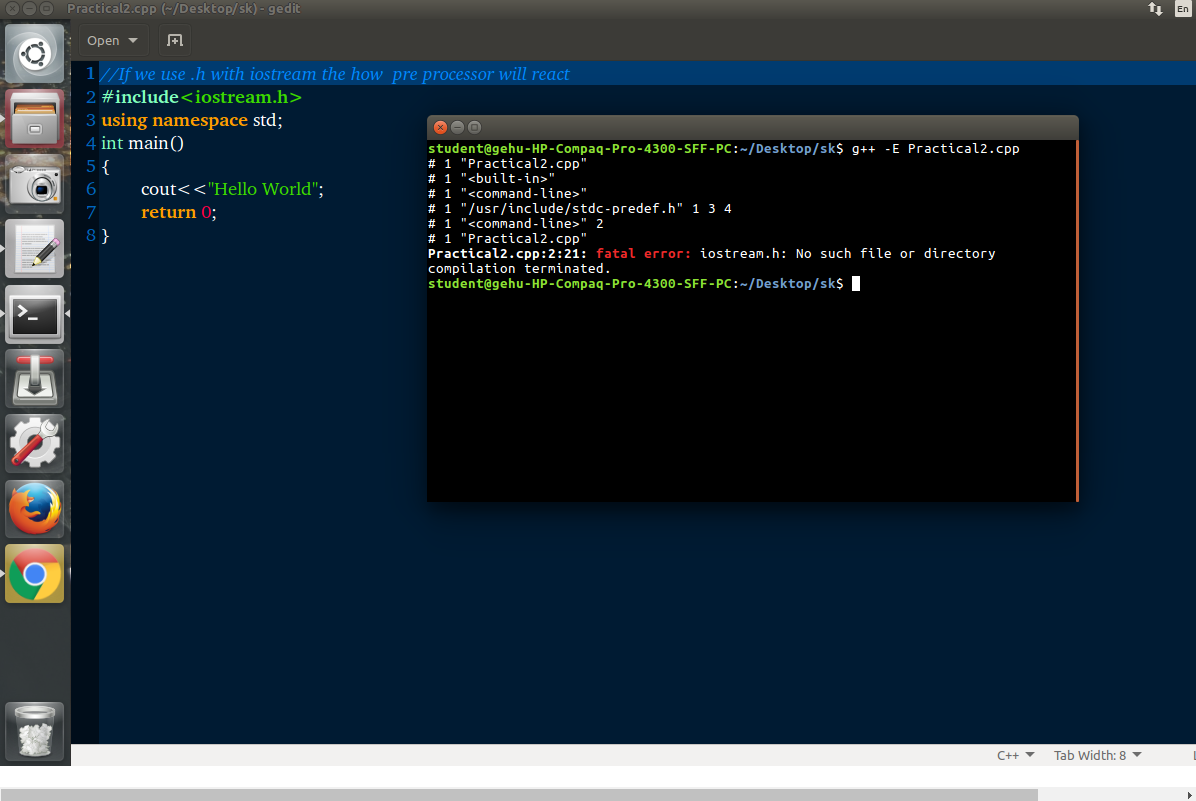 Practical2.cpp (~/Desktop/sk) - gedit
En
Open
1 //If we use .h with iostream the how  pre processor will react
2 #include<iostream.h>
3 using namespace std;
4 int main()
5 {
6 cout<<"Hello World";
7 return 0;
8 }
student@gehu-HP-Compaq-Pro-4300-SFF-PC:~/Desktop/sk$ g++ -E Practical2.cpp
# 1 "Practical2.cpp"
# 1 "<built-in>"
# 1 "<command-line>"
# 1 "/usr/include/stdc-predef.h" 1 3 4
# 1 "<command-line>" 2
# 1 "Practical2.cpp"
Practical2.cpp:2:21: fatal error: iostream.h: No such file or directory
compilation terminated.
student@gehu-HP-Compaq-Pro-4300-SFF-PC:~/Desktop/sk$
C++ Tab Width: 8